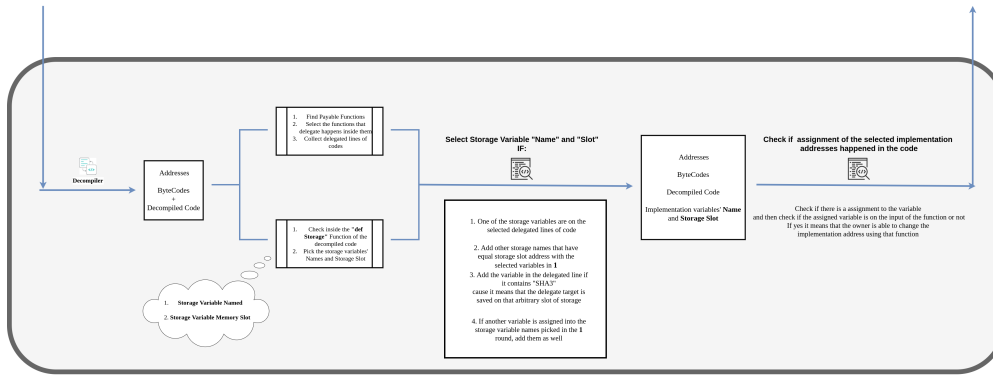 Decompiler
Addresses
ByteCodes
+
Decompiled Code
1. Find Payable Functions
2. Select the functions that
delegate happens inside them
3. Collect delegated lines of
codes
1. Check inside the "def
Storage" Function of the
decompiled code
2. Pick the storage variables'
Names and Storage Slot
1. Storage Variable Named
2. Storage Variable Memory Slot
Select Storage Variable "Name" and "Slot"
IF:
1. One of the storage variables are on the
selected delegated lines of code
2. Add other storage names that have
equal storage slot address with the
selected variables in 1
3. Add the variable in the delegated line if
it contains "SHA3"
cause it means that the delegate target is
saved on that arbitrary slot of storage
4. If another variable is assigned into the
storage variable names picked in the 1
round, add them as well
Addresses
ByteCodes
Decompiled Code
Implementation variables' Name
and Storage Slot
Check if assignment of the selected implementation
addresses happened in the code
Check if there is a assignment to the variable
and then check if the assigned variable is on the input of the function or not
If yes it means that the owner is able to change the
implementation address using that function